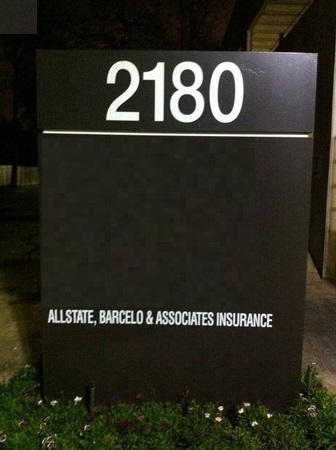 2180
ALLSTATE, BARCELO & ASSOCIATES INSURANCE